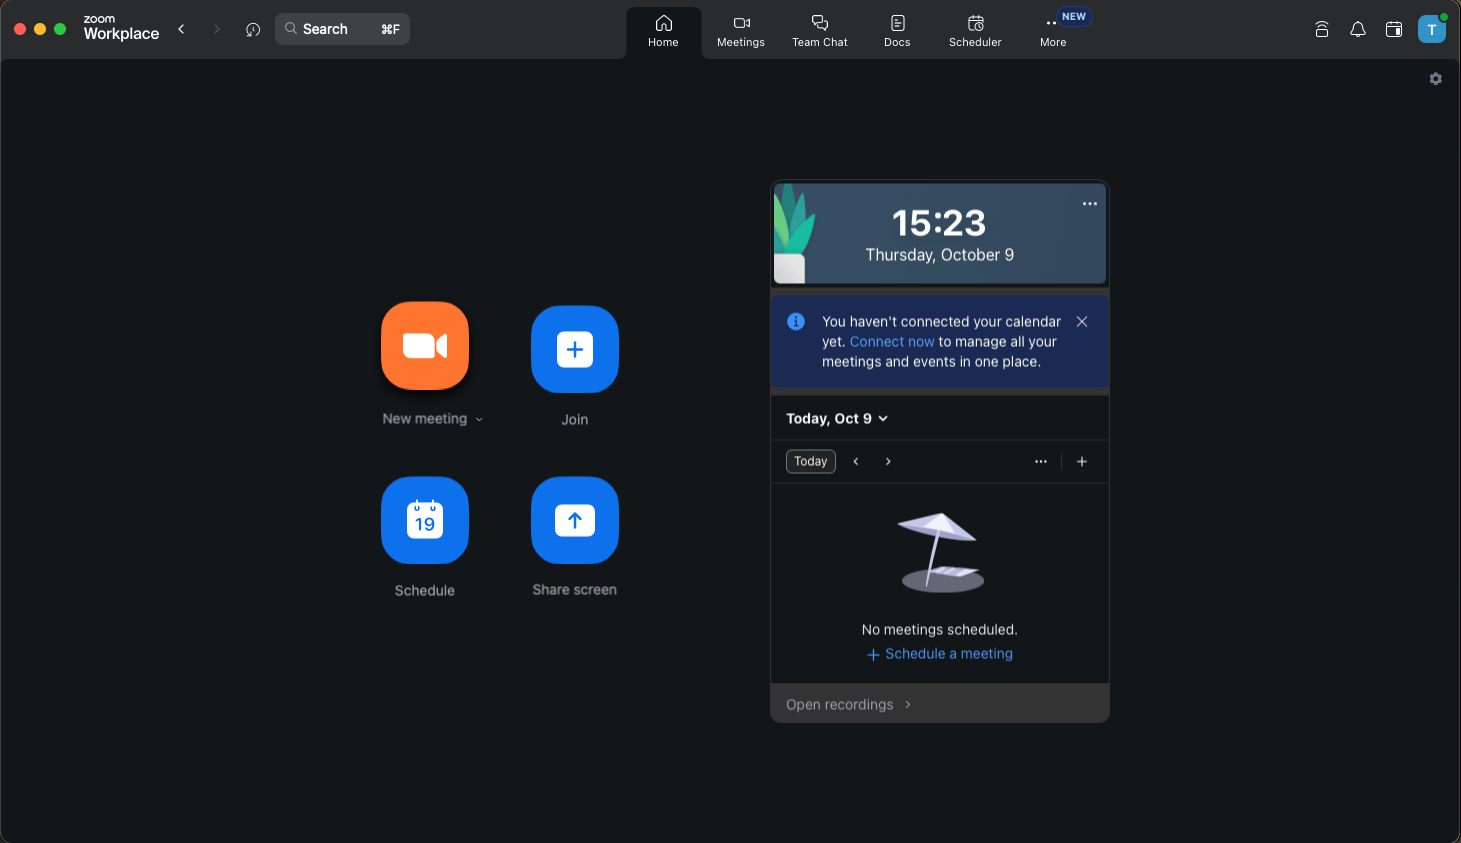 zoom
Workplace
Search ⌘F
Home
Meetings
Team Chat
Docs
Scheduler
More
NEW
T
15:23
Thursday, October 9
You haven't connected your calendar
yet. Connect now to manage all your
meetings and events in one place.
New meeting
Join
Today, Oct 9
Today
19
Schedule
Share screen
No meetings scheduled.
+ Schedule a meeting
Open recordings